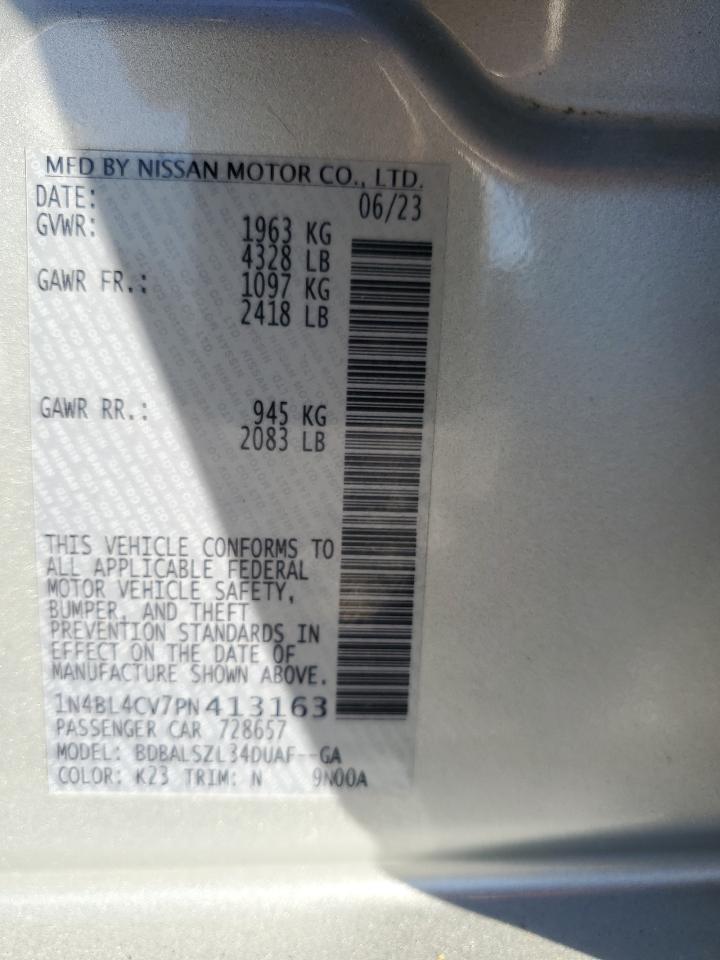 MFD BY NISSAN MOTOR CO., LTD.
DATE: 06/23
GVWR: 1963 KG
4328 LB
GAWR FR.: 1097 KG
2418 LB
GAWR RR.: 945 KG
2083 LB
THIS VEHICLE CONFORMS TO
ALL APPLICABLE FEDERAL
MOTOR VEHICLE SAFETY,
BUMPER, AND THEFT
PREVENTION STANDARDS IN
EFFECT ON THE DATE OF
MANUFACTURE SHOWN ABOVE.
1N4BL4CV7PN413163
PASSENGER CAR 728657
MODEL: BDBALSZL34DUAF--GA
COLOR: K23 TRIM: N 9N00A